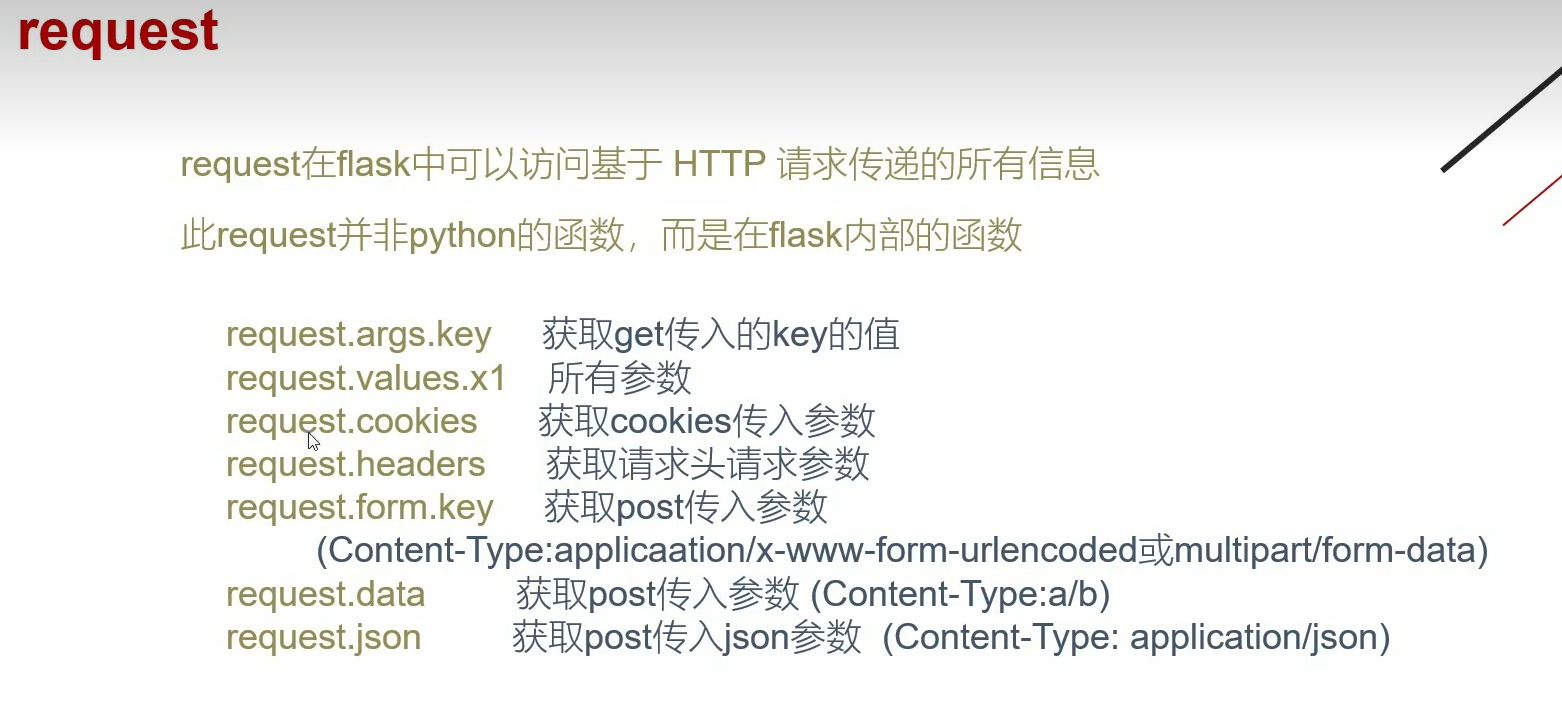 request
request在flask中可以访问基于 HTTP 请求传递的所有信息
此request并非python的函数，而是在flask内部的函数
request.args.key 获取get传入的key的值
request.values.x1 所有参数
request.cookies 获取cookies传入参数
request.headers 获取请求头请求参数
request.form.key 获取post传入参数
(Content-Type:applicaation/x-www-form-urlencoded或multipart/form-data)
request.data 获取post传入参数 (Content-Type:a/b)
request.json 获取post传入json参数 (Content-Type: application/json)